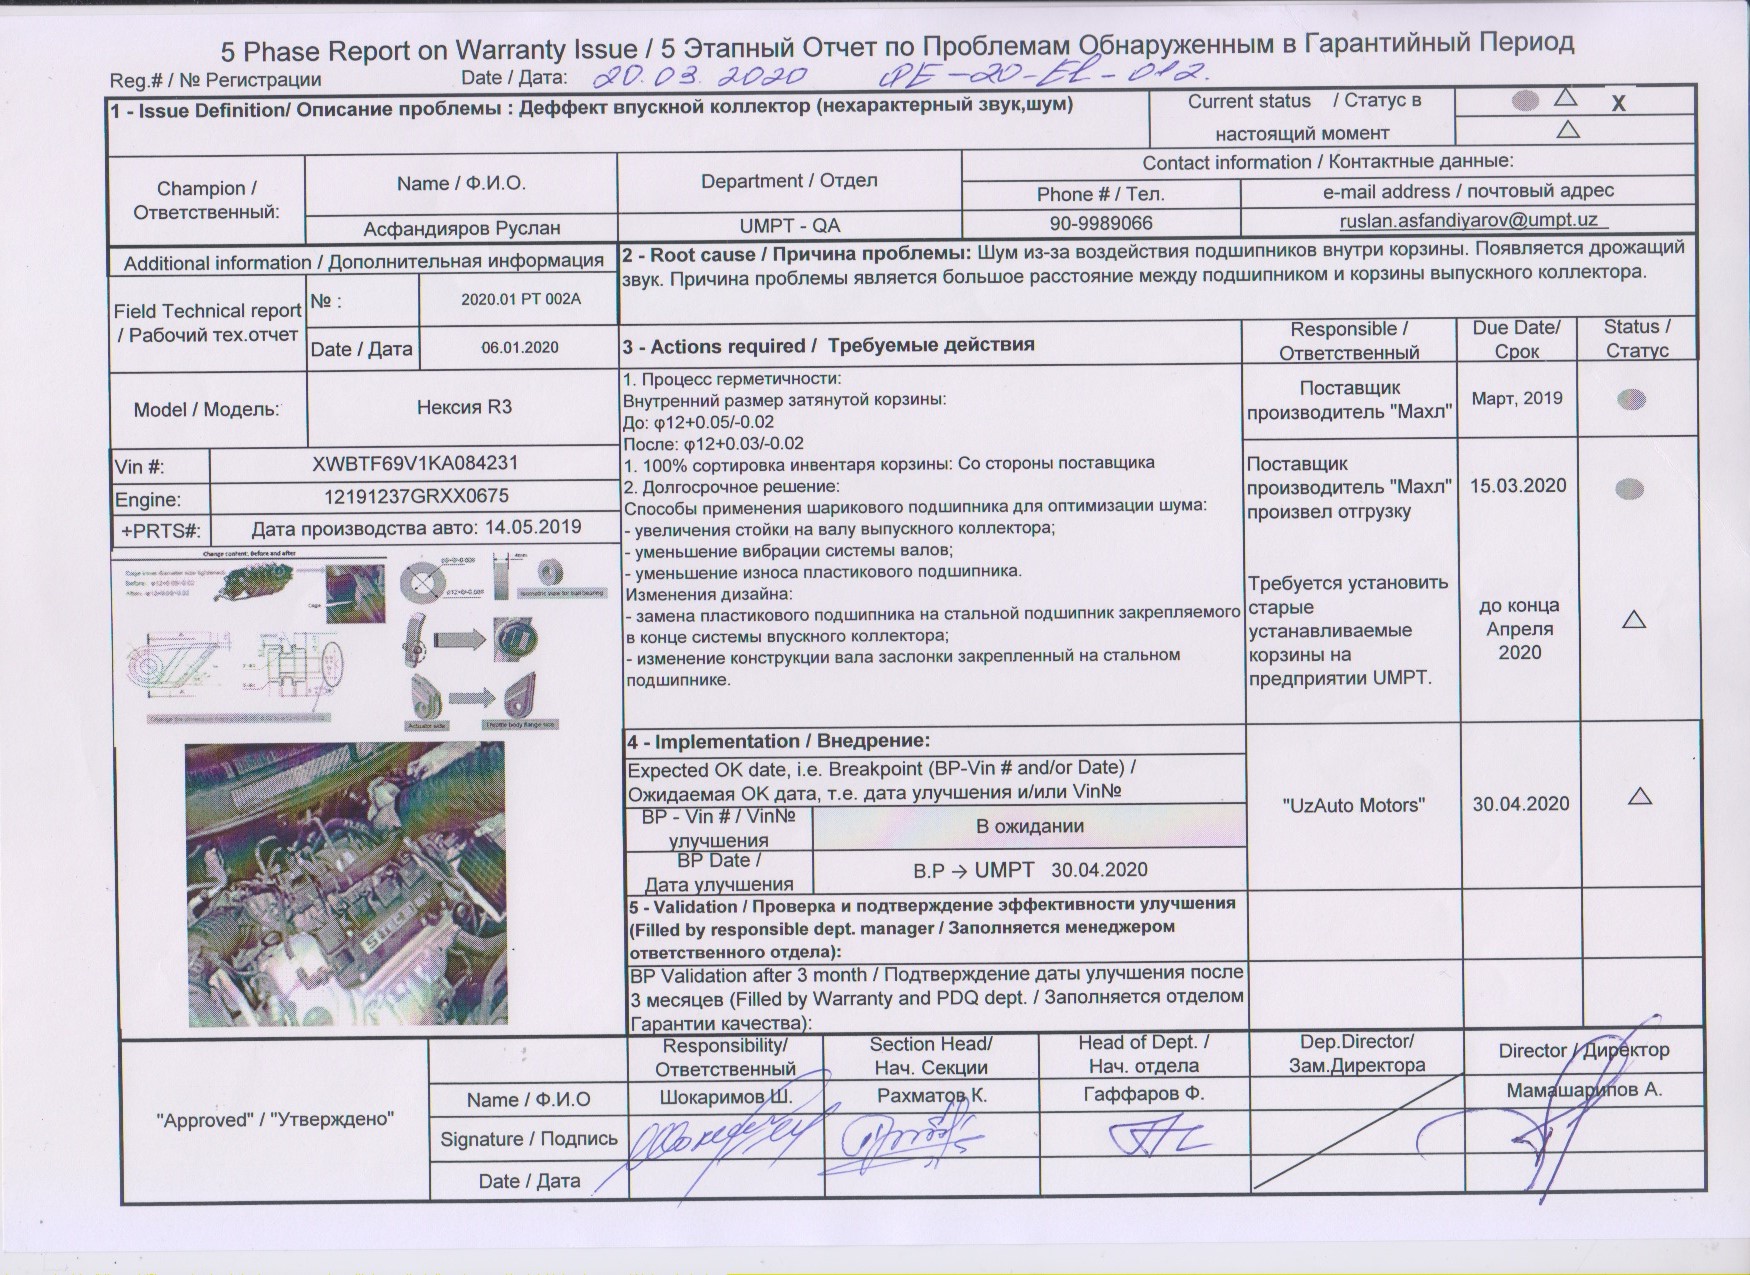 5 Phase Report on Warranty Issue / 5 Этапный Отчет по Проблемам Обнаруженным в Гарантийный Период
Reg.# / № Регистрации
Date / Дата: 20.03.2020 PE-20-EL-012.
1 - Issue Definition/ Описание проблемы : Деффект впускной коллектор (нехарактерный звук,шум)
Current status / Статус в
настоящий момент
X
Champion /
Ответственный:
Name / Ф.И.О.
Department / Отдел
Contact information / Контактные данные:
Phone # / Тел.
e-mail address / почтовый адрес
Асфандияров Руслан
UMPT - QA
90-9989066
ruslan.asfandiyarov@umpt.uz
Additional information / Дополнительная информация
2 - Root cause / Причина проблемы: Шум из-за воздействия подшипников внутри корзины. Появляется дрожащий
звук. Причина проблемы является большое расстояние между подшипником и корзины выпускного коллектора.
Field Technical report
/ Рабочий тех.отчет
№ :
2020.01 PT 002A
Date / Дата
06.01.2020
3 - Actions required / Требуемые действия
Responsible /
Ответственный
Due Date/
Срок
Status /
Статус
Model / Модель:
Нексия R3
Vin #:
XWBTF69V1KA084231
Engine:
12191237GRXX0675
+PRTS#:
Дата производства авто: 14.05.2019
1. Процесс герметичности:
Внутренний размер затянутой корзины:
До: φ12+0.05/-0.02
После: φ12+0.03/-0.02
1. 100% сортировка инвентаря корзины: Со стороны поставщика
2. Долгосрочное решение:
Способы применения шарикового подшипника для оптимизации шума:
- увеличения стойки на валу выпускного коллектора;
- уменьшение вибрации системы валов;
- уменьшение износа пластикового подшипника.
Изменения дизайна:
- замена пластикового подшипника на стальной подшипник закрепляемого
в конце системы впускного коллектора;
- изменение конструкции вала заслонки закрепленный на стальном
подшипнике.
Поставщик
производитель "Махл"
Март, 2019
Поставщик
производитель "Махл"
произвел отгрузку
15.03.2020
Требуется установить
старые
устанавливаемые
корзины на
предприятии UMPT.
до конца
Апреля
2020
Change content: Before and after
Cage
Actuator side
Throttle body flange side
4 - Implementation / Внедрение:
Expected OK date, i.e. Breakpoint (BP-Vin # and/or Date) /
Ожидаемая OK дата, т.е. дата улучшения и/или Vin№
BP - Vin # / Vin№
улучшения
В ожидании
BP Date /
Дата улучшения
B.P → UMPT 30.04.2020
"UzAuto Motors"
30.04.2020
5 - Validation / Проверка и подтверждение эффективности улучшения
(Filled by responsible dept. manager / Заполняется менеджером
ответственного отдела):
BP Validation after 3 month / Подтверждение даты улучшения после
3 месяцев (Filled by Warranty and PDQ dept. / Заполняется отделом
Гарантии качества):
"Approved" / "Утверждено"
Responsibility/
Ответственный
Section Head/
Нач. Секции
Head of Dept. /
Нач. отдела
Dep.Director/
Зам.Директора
Director / Директор
Name / Ф.И.О
Шокаримов Ш.
Рахматов К.
Гаффаров Ф.
Мамашарипов А.
Signature / Подпись
Date / Дата